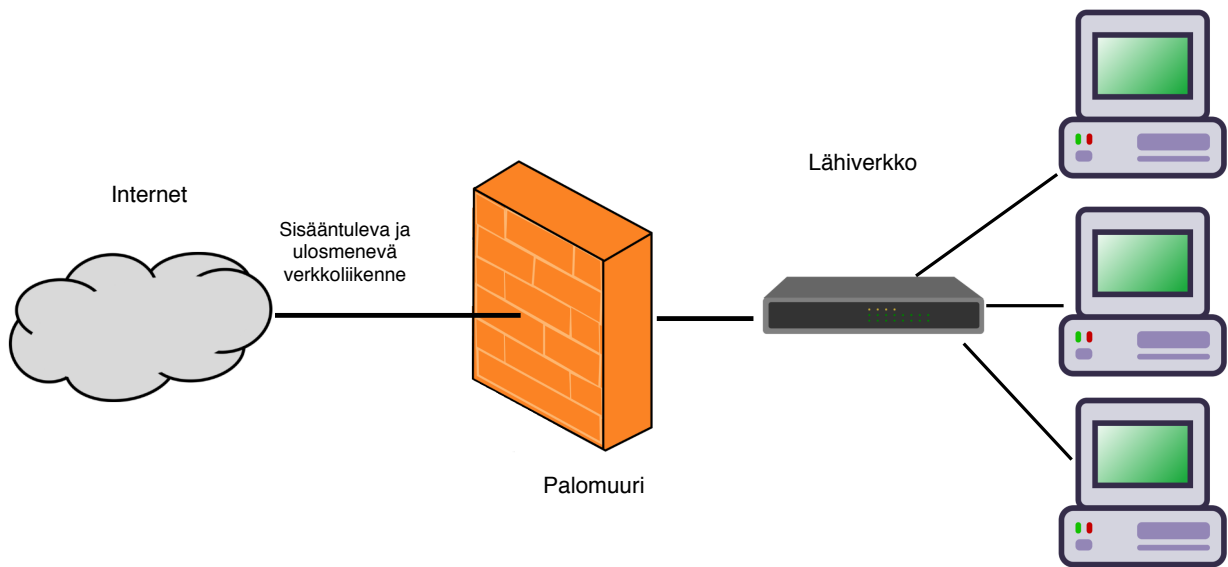 Internet
Sisääntuleva ja
ulosmenevä
verkkoliikenne
Palomuuri
Lähiverkko